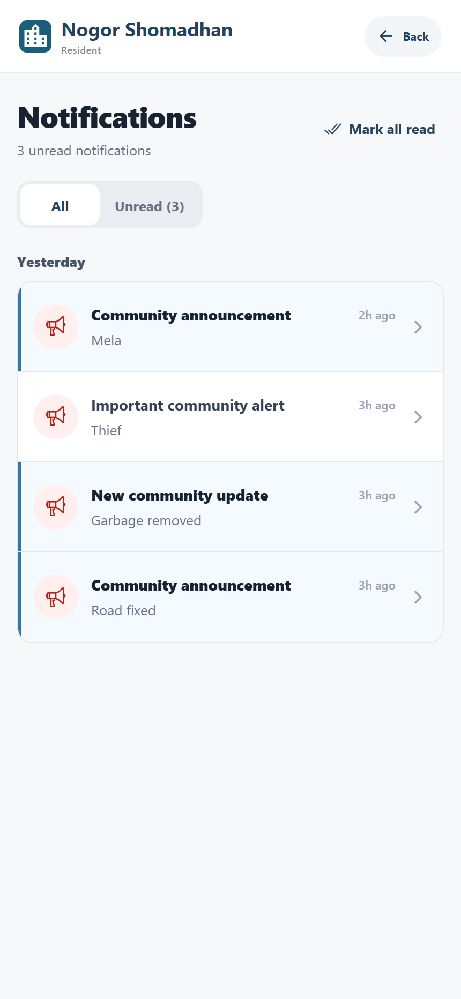 Nogor Shomadhan
Resident
Back
Notifications
3 unread notifications
Mark all read
All
Unread (3)
Yesterday
Community announcement
2h ago
Mela
Important community alert
3h ago
Thief
New community update
3h ago
Garbage removed
Community announcement
3h ago
Road fixed